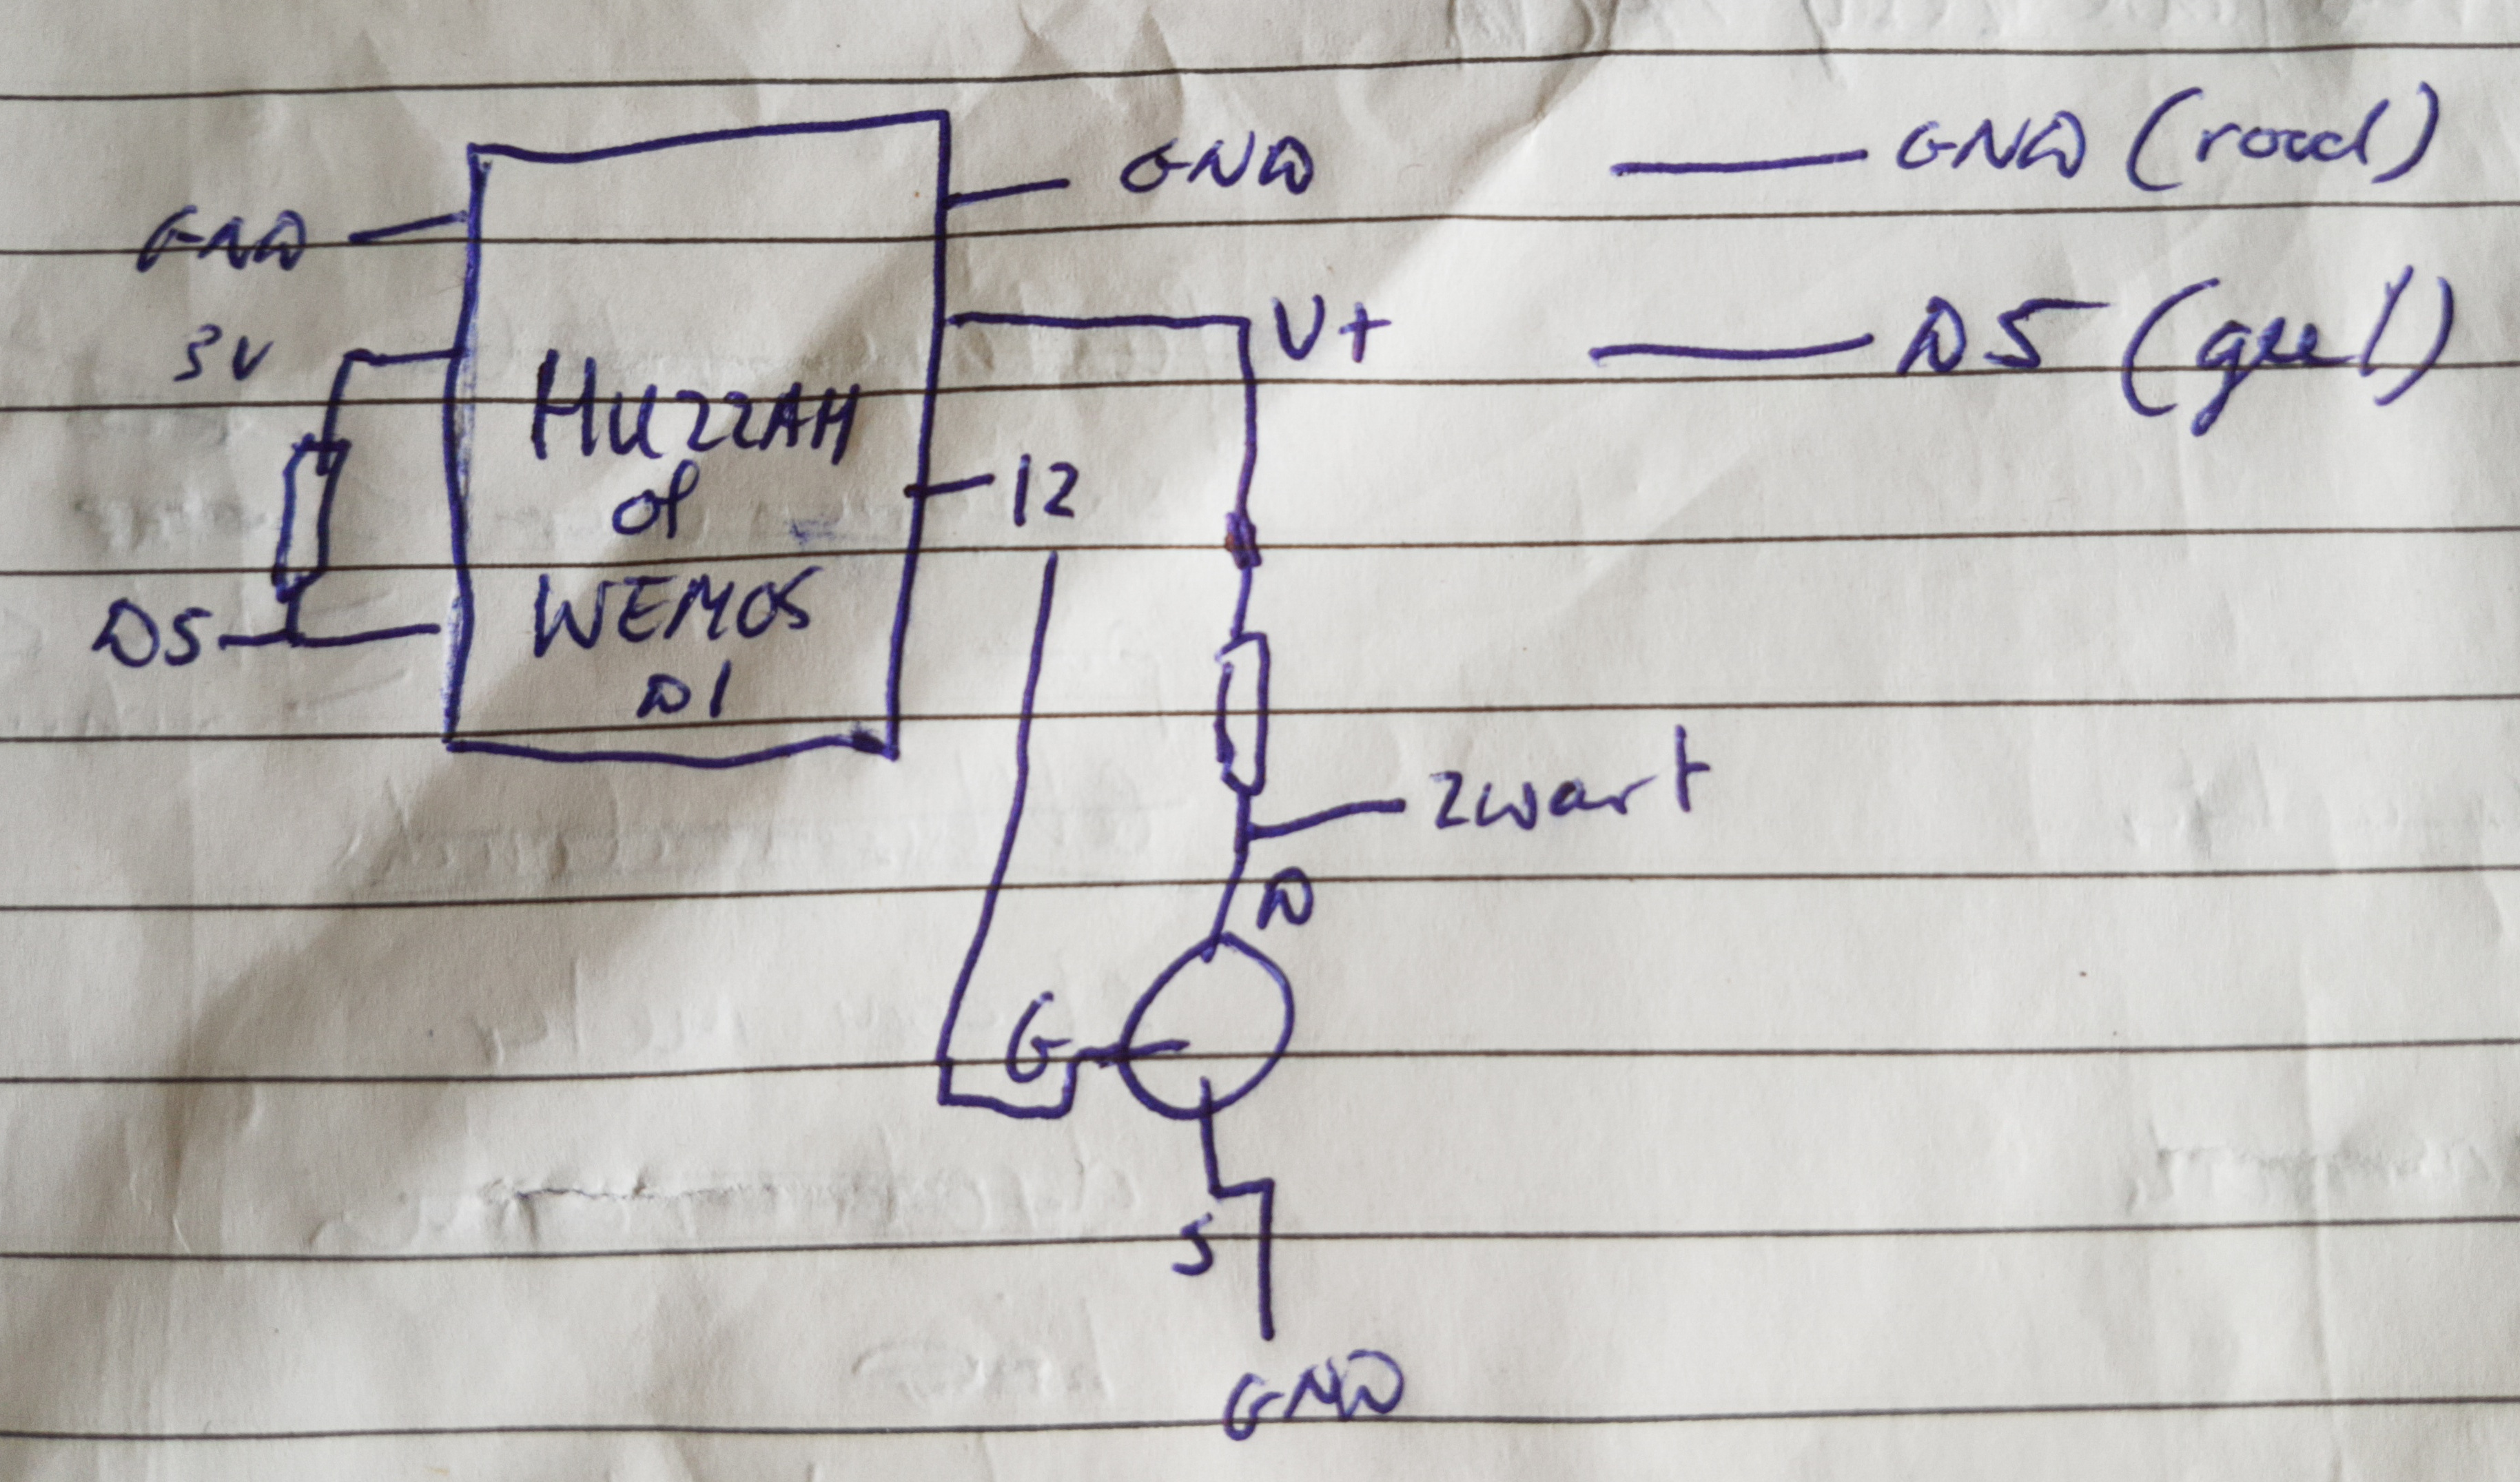 GND
GND (rood)
GND
V+
D5 (geel)
3V
HUZZAH
of
12
WEMOS
D1
D5
zwart
D
G
S
GND